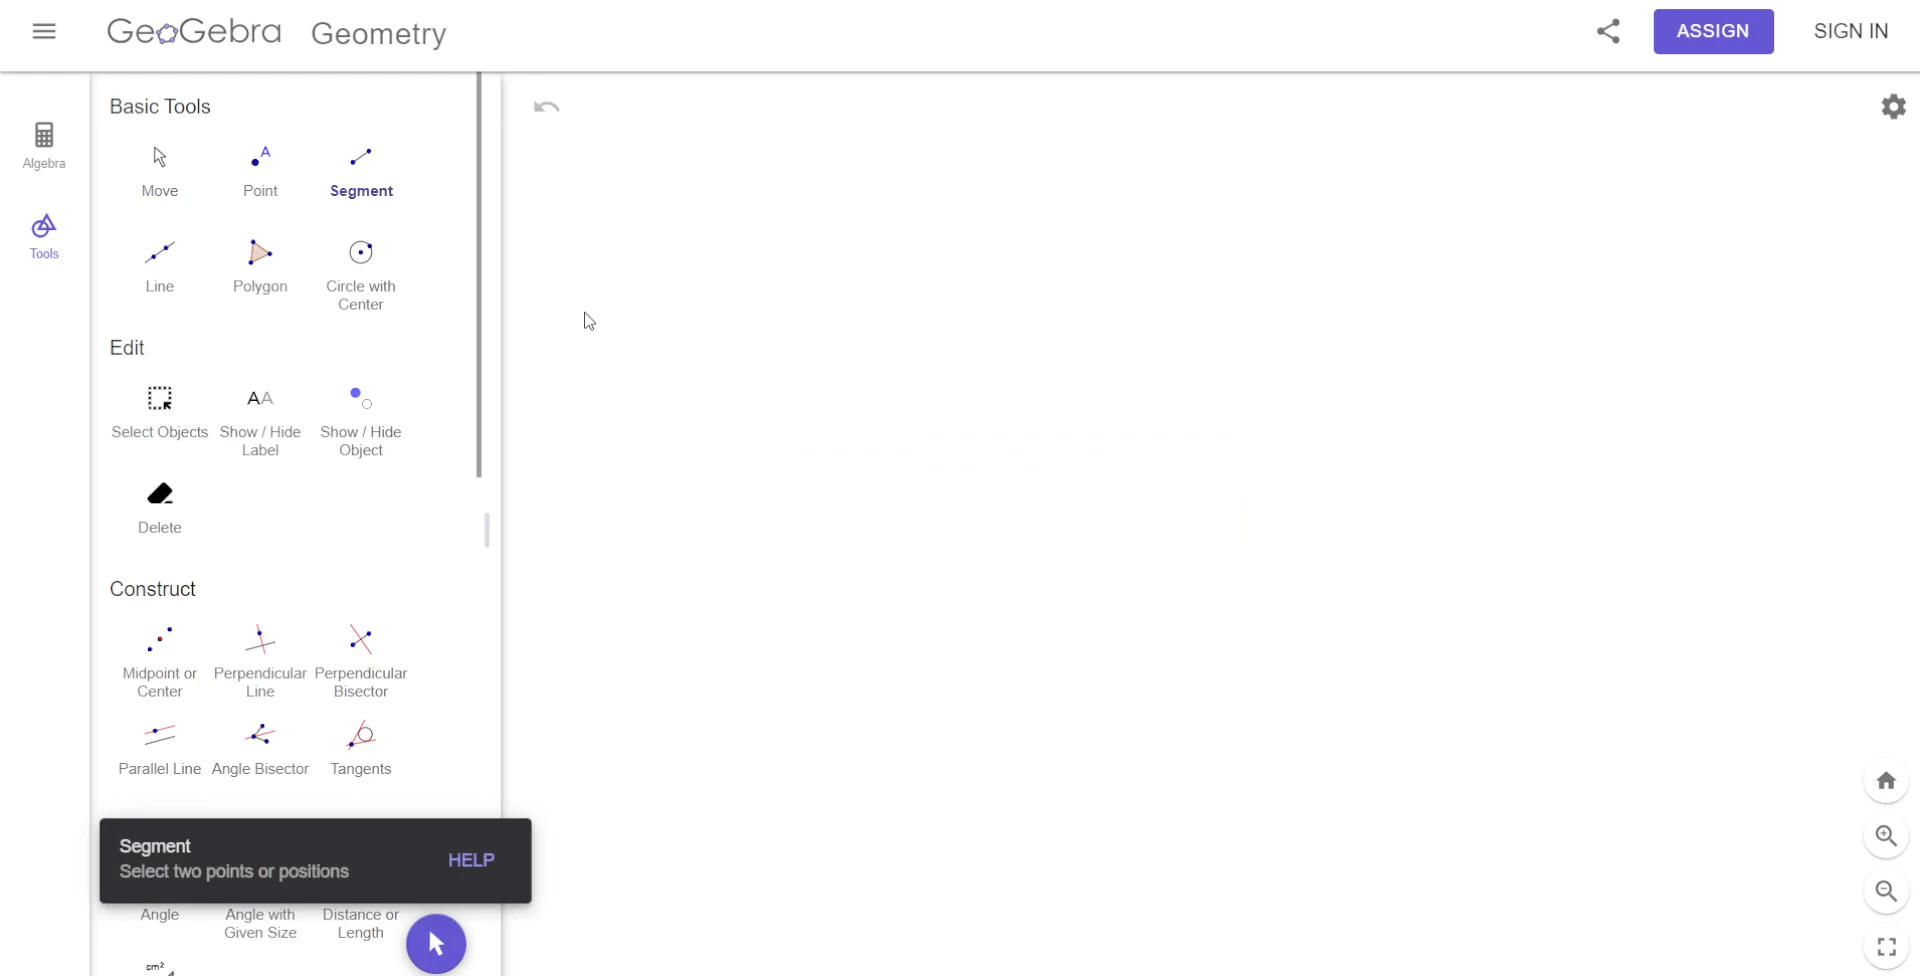 GeoGebra Geometry
ASSIGN
SIGN IN
Algebra
Tools
Basic Tools
Move
Point
A
Segment
Line
Polygon
Circle with
Center
Edit
Select Objects
AA
Show / Hide
Label
Show / Hide
Object
Delete
Construct
Midpoint or
Center
Perpendicular
Line
Perpendicular
Bisector
Parallel Line
Angle Bisector
Tangents
Segment
Select two points or positions
HELP
Angle
Angle with
Given Size
Distance or
Length
cm²